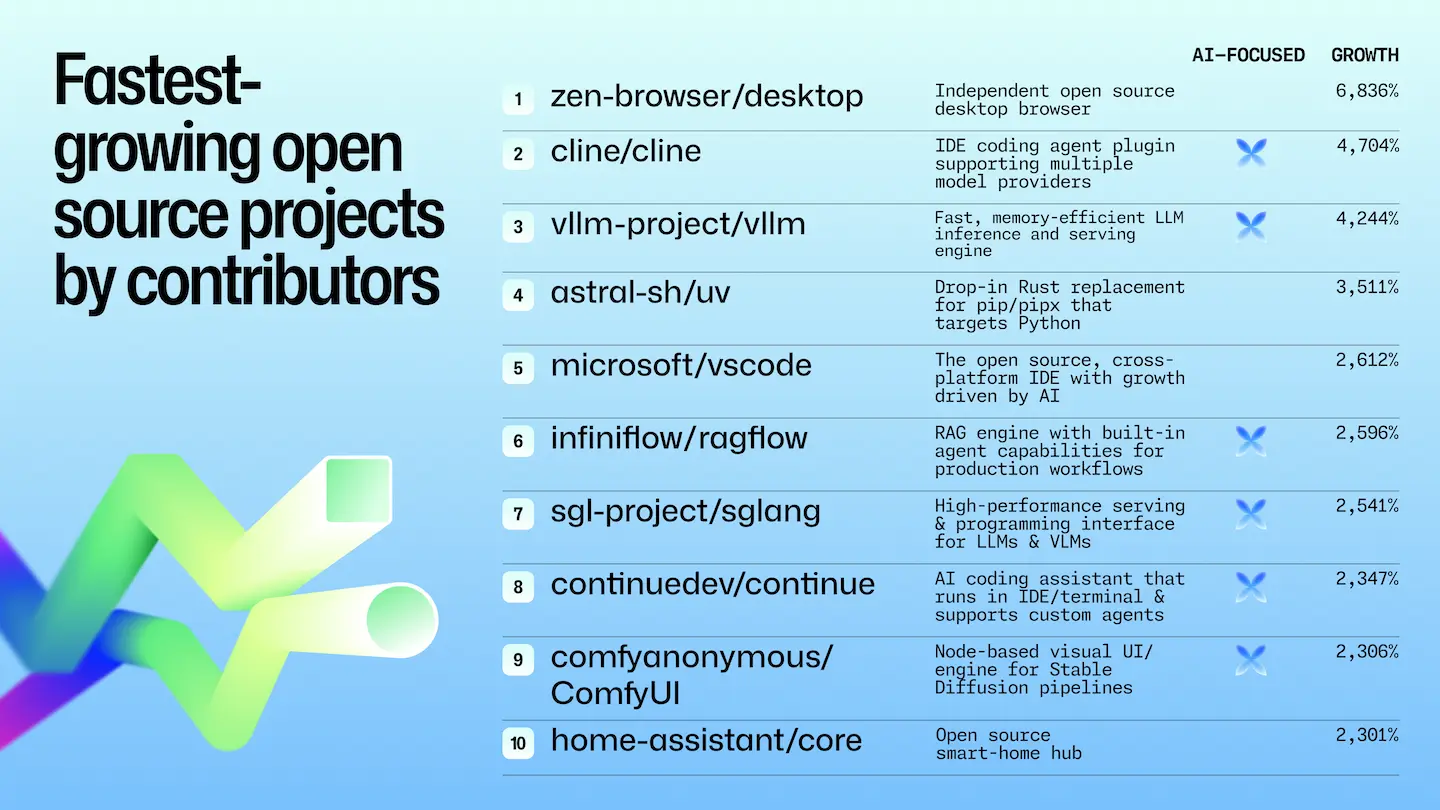 Fastest-
growing open
source projects
by contributors
AI-FOCUSED GROWTH
1 zen-browser/desktop Independent open source 6,836%
desktop browser
2 cline/cline IDE coding agent plugin 4,704%
supporting multiple
model providers
3 vllm-project/vllm Fast, memory-efficient LLM 4,244%
inference and serving
engine
4 astral-sh/uv Drop-in Rust replacement 3,511%
for pip/pipx that
targets Python
5 microsoft/vscode The open source, cross- 2,612%
platform IDE with growth
driven by AI
6 infiniflow/ragflow RAG engine with built-in 2,596%
agent capabilities for
production workflows
7 sgl-project/sglang High-performance serving 2,541%
& programming interface
for LLMs & VLMs
8 continuedev/continue AI coding assistant that 2,347%
runs in IDE/terminal &
supports custom agents
9 comfyanonymous/ Node-based visual UI/ 2,306%
engine for Stable
ComfyUI Diffusion pipelines
10 home-assistant/core Open source 2,301%
smart-home hub